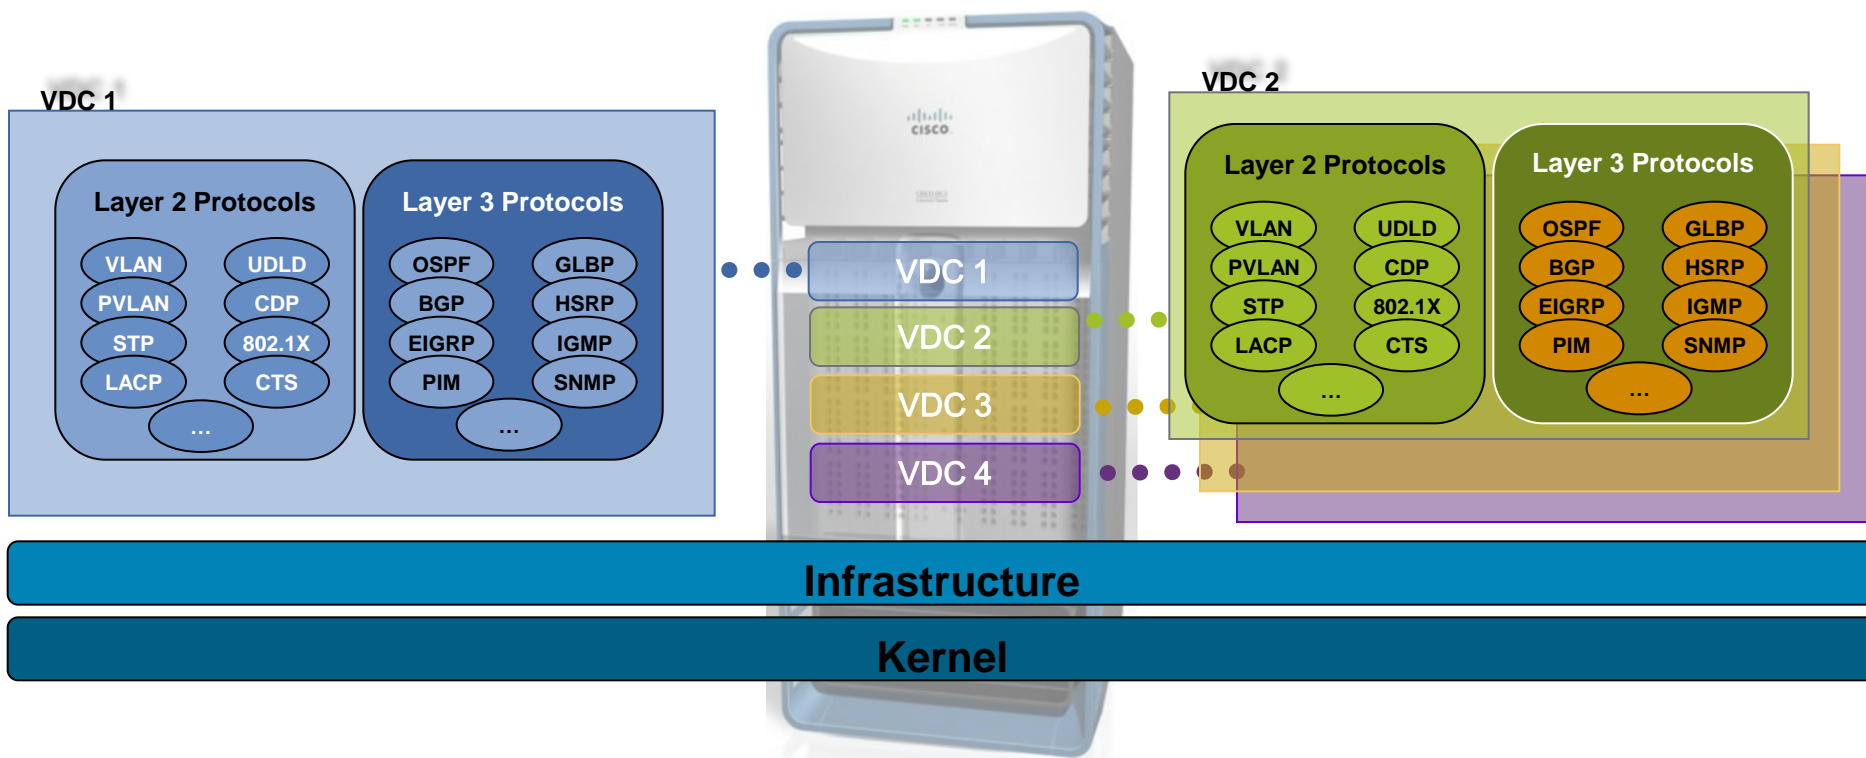 VDC 1
Layer 2 Protocols
VLAN UDLD
PVLAN CDP
STP 802.1X
LACP CTS
...
Layer 3 Protocols
OSPF GLBP
BGP HSRP
EIGRP IGMP
PIM SNMP
...
CISCO
VDC 1
VDC 2
VDC 3
VDC 4
VDC 2
Layer 2 Protocols
VLAN UDLD
PVLAN CDP
STP 802.1X
LACP CTS
...
Layer 3 Protocols
OSPF GLBP
BGP HSRP
EIGRP IGMP
PIM SNMP
...
Infrastructure
Kernel